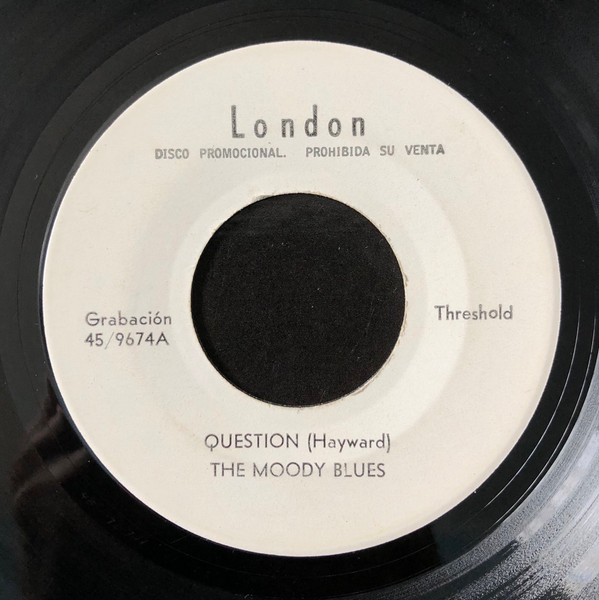 London
DISCO PROMOCIONAL. PROHIBIDA SU VENTA
Grabación
45/9674A
Threshold
QUESTION (Hayward)
THE MOODY BLUES